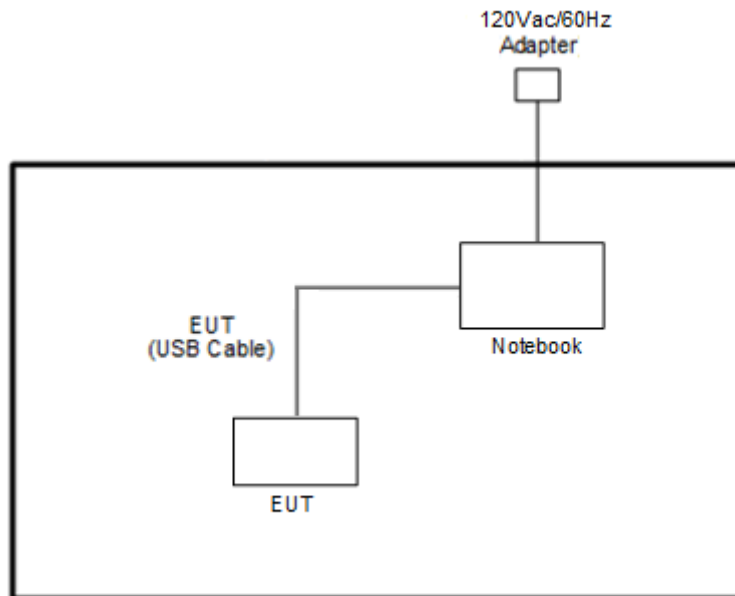 120Vac/60Hz
Adapter
EUT
(USB Cable)
Notebook
EUT